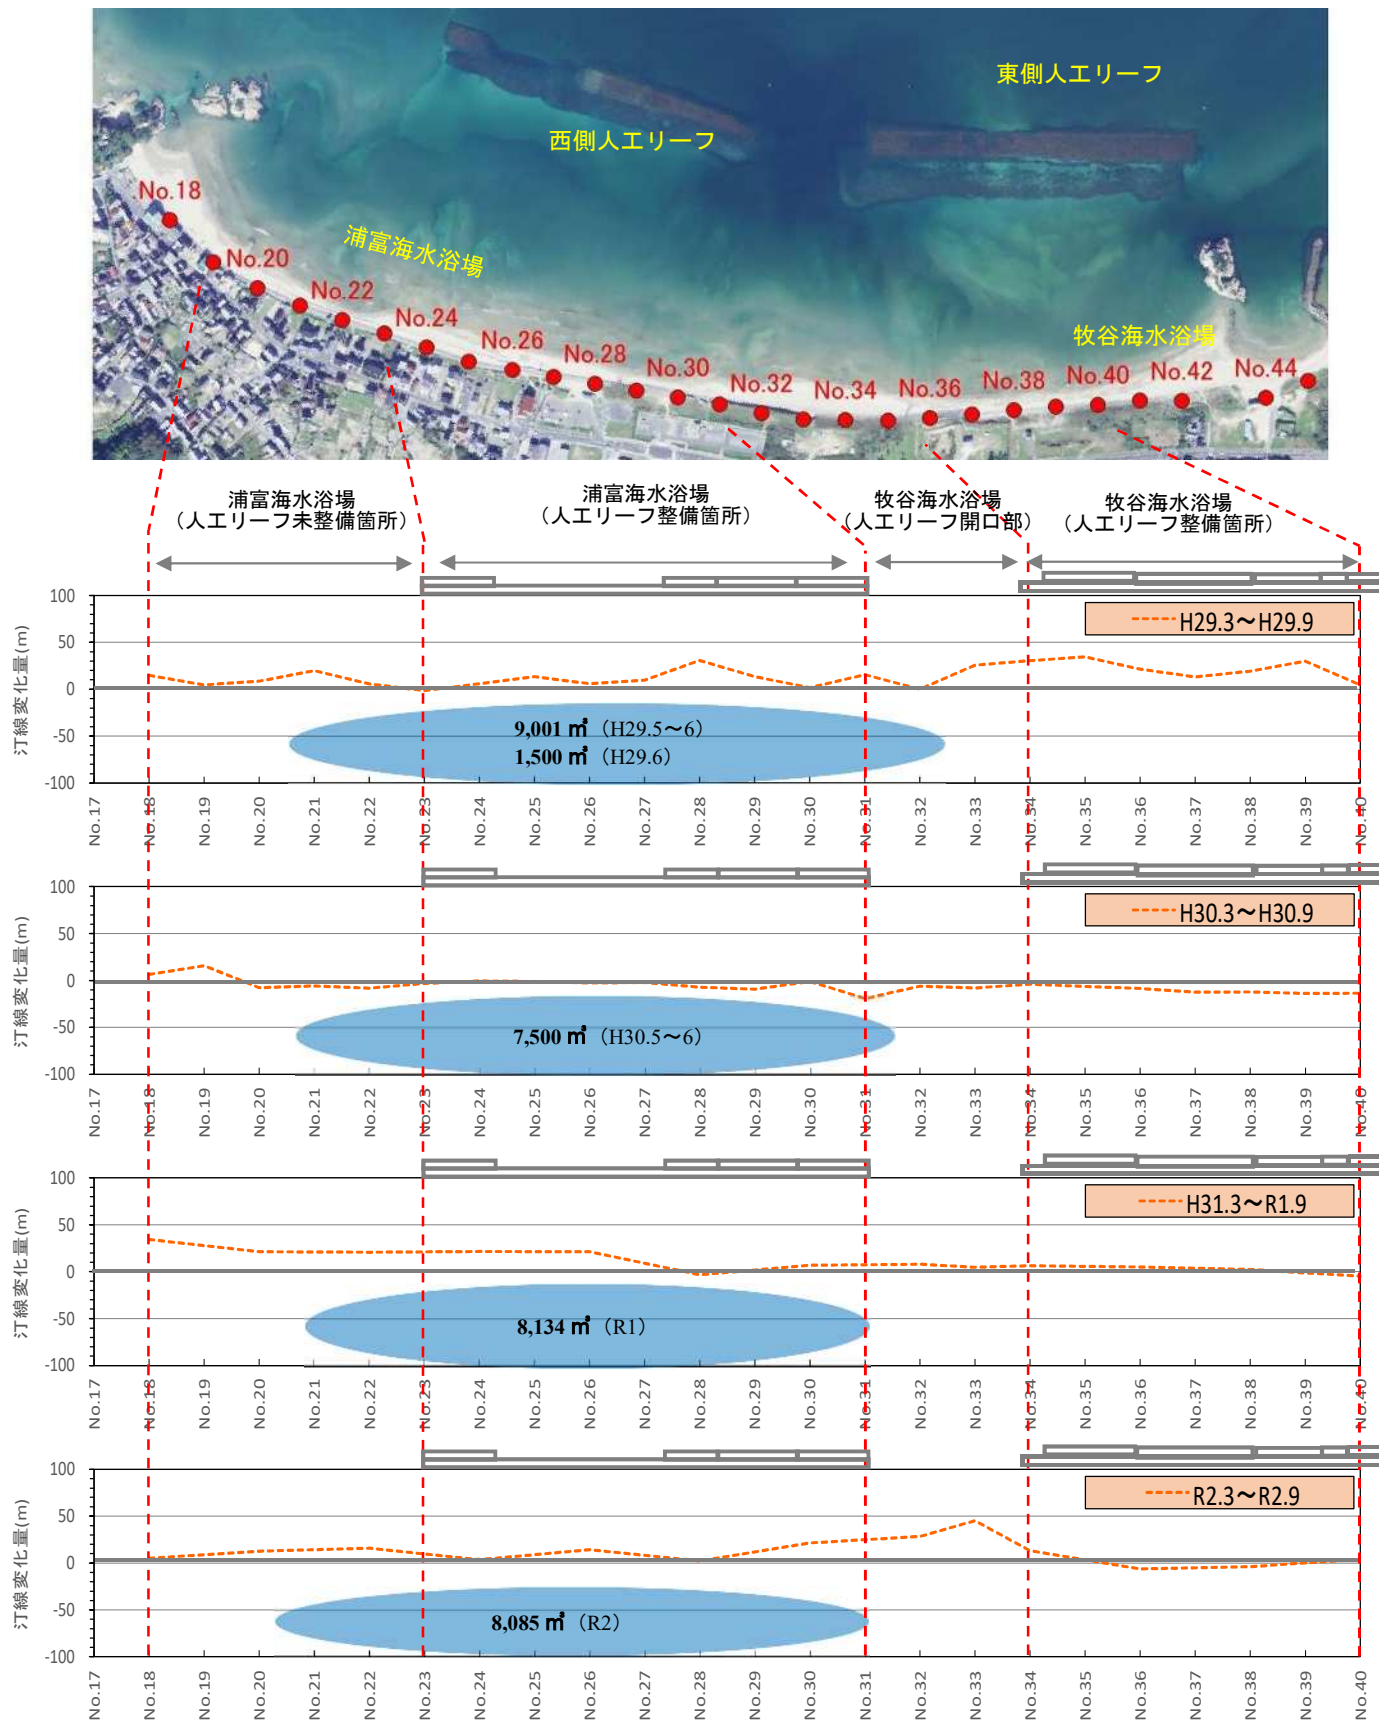 東側人工リーフ
西側人工リーフ
No.18
浦富海水浴場
No.20
No.22
No.24
No.26
No.28
No.30
No.32
No.34
No.36
No.38
No.40
No.42
No.44
牧谷海水浴場
浦富海水浴場
（人工リーフ未整備箇所）
浦富海水浴場
（人工リーフ整備箇所）
牧谷海水浴場
（人工リーフ開口部）
牧谷海水浴場
（人工リーフ整備箇所）
汀線変化量(m)
100
50
0
-50
-100
H29.3～H29.9
9,001 ㎥（H29.5～6）
1,500 ㎥（H29.6）
No.17 No.18 No.19 No.20 No.21 No.22 No.23 No.24 No.25 No.26 No.27 No.28 No.29 No.30 No.31 No.32 No.33 No.34 No.35 No.36 No.37 No.38 No.39 No.40
汀線変化量(m)
100
50
0
-50
-100
H30.3～H30.9
7,500 ㎥（H30.5～6）
No.17 No.18 No.19 No.20 No.21 No.22 No.23 No.24 No.25 No.26 No.27 No.28 No.29 No.30 No.31 No.32 No.33 No.34 No.35 No.36 No.37 No.38 No.39 No.40
汀線変化量(m)
100
50
0
-50
-100
H31.3～R1.9
8,134 ㎥（R1）
No.17 No.18 No.19 No.20 No.21 No.22 No.23 No.24 No.25 No.26 No.27 No.28 No.29 No.30 No.31 No.32 No.33 No.34 No.35 No.36 No.37 No.38 No.39 No.40
汀線変化量(m)
100
50
0
-50
-100
R2.3～R2.9
8,085 ㎥（R2）
No.17 No.18 No.19 No.20 No.21 No.22 No.23 No.24 No.25 No.26 No.27 No.28 No.29 No.30 No.31 No.32 No.33 No.34 No.35 No.36 No.37 No.38 No.39 No.40